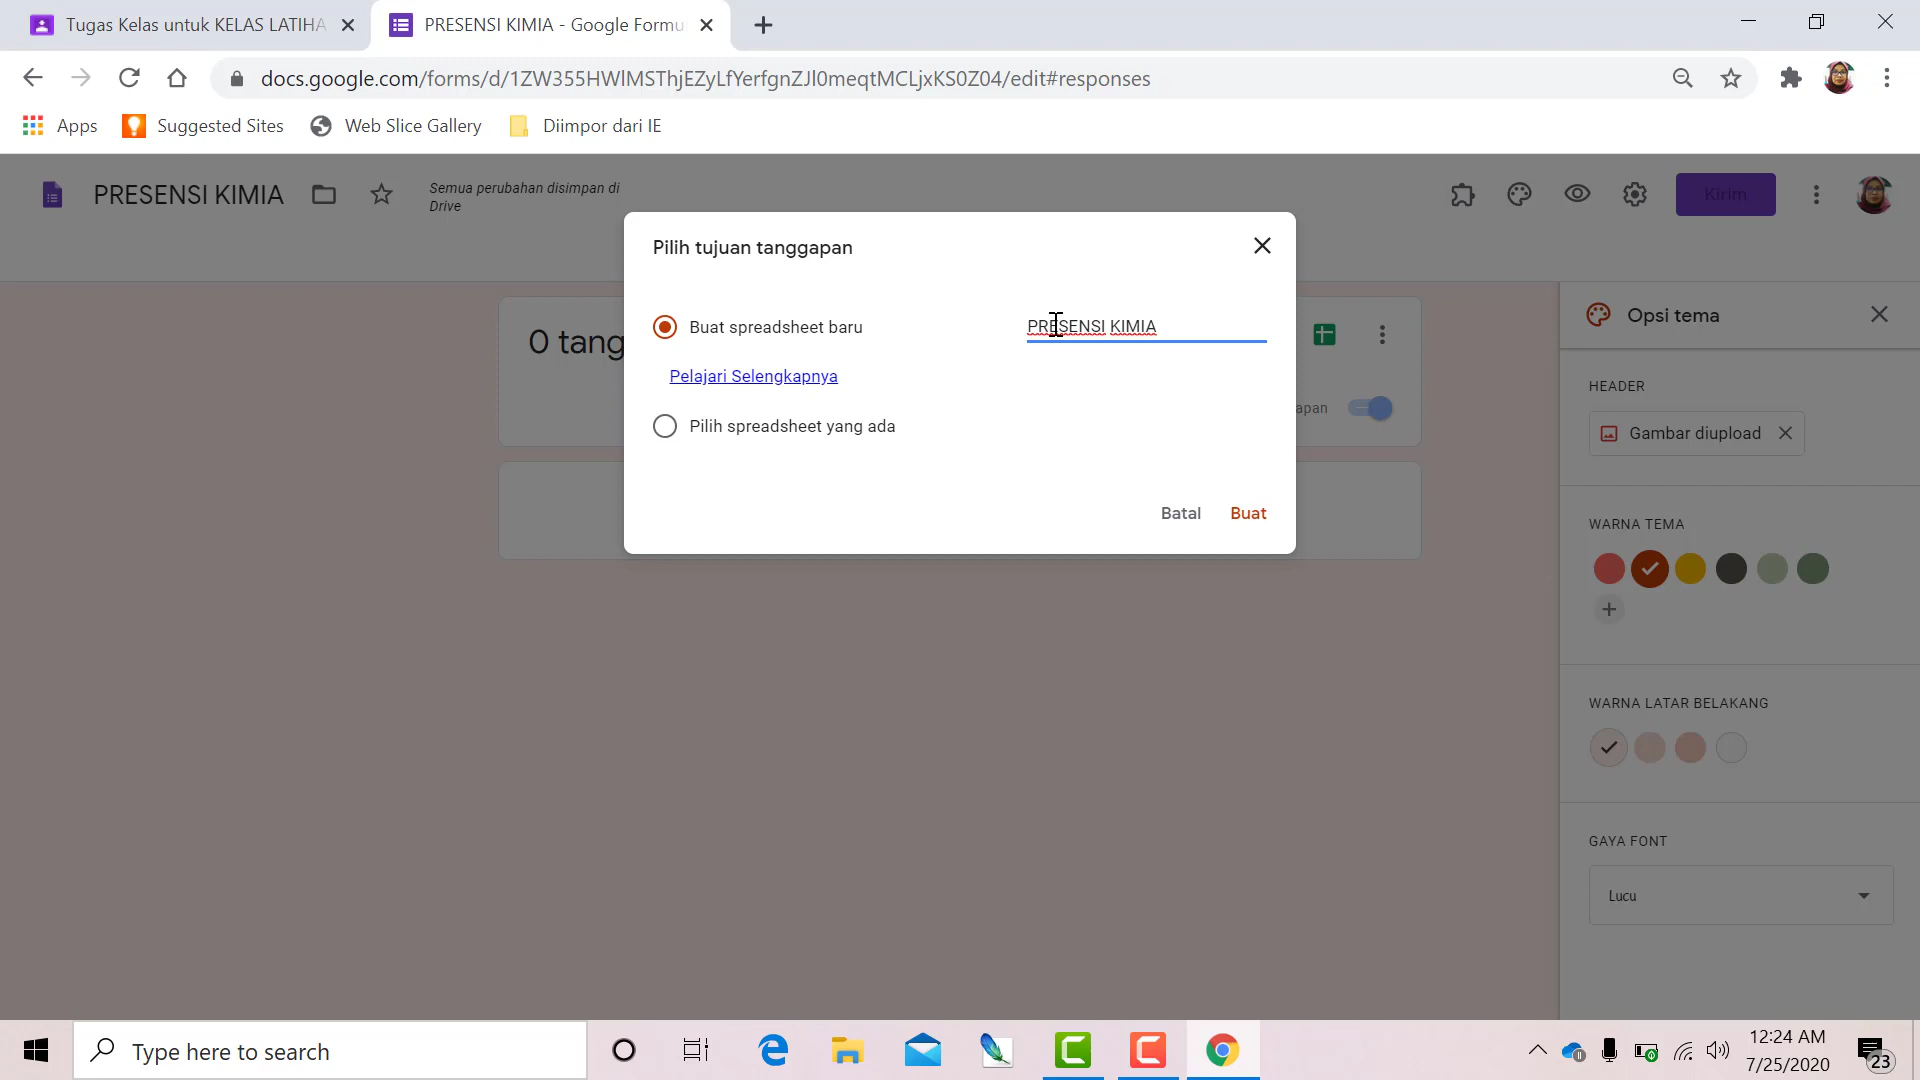 Tugas Kelas untuk KELAS LATIHA
PRESENSI KIMIA - Google Formu
docs.google.com/forms/d/1ZW355HWlMSThjEZyLfYerfgnZJl0meqtMCLjxKS0Z04/edit#responses
Apps
Suggested Sites
Web Slice Gallery
Diimpor dari IE
PRESENSI KIMIA
Semua perubahan disimpan di
Drive
Kirim
Pilih tujuan tanggapan
Buat spreadsheet baru
PRESENSI KIMIA
Pelajari Selengkapnya
Pilih spreadsheet yang ada
Batal
Buat
0 tang
apan
Opsi tema
HEADER
Gambar diupload
WARNA TEMA
WARNA LATAR BELAKANG
GAYA FONT
Lucu
Type here to search
12:24 AM
7/25/2020
23